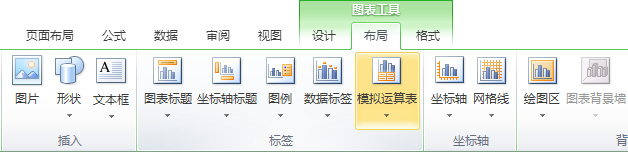 图表工具
页面布局 公式 数据 审阅 视图 设计 布局 格式
图片 形状 文本框 图表标题 坐标轴标题 图例 数据标签 模拟运算表 坐标轴 网格线 绘图区 图表背景墙
插入 标签 坐标轴 背